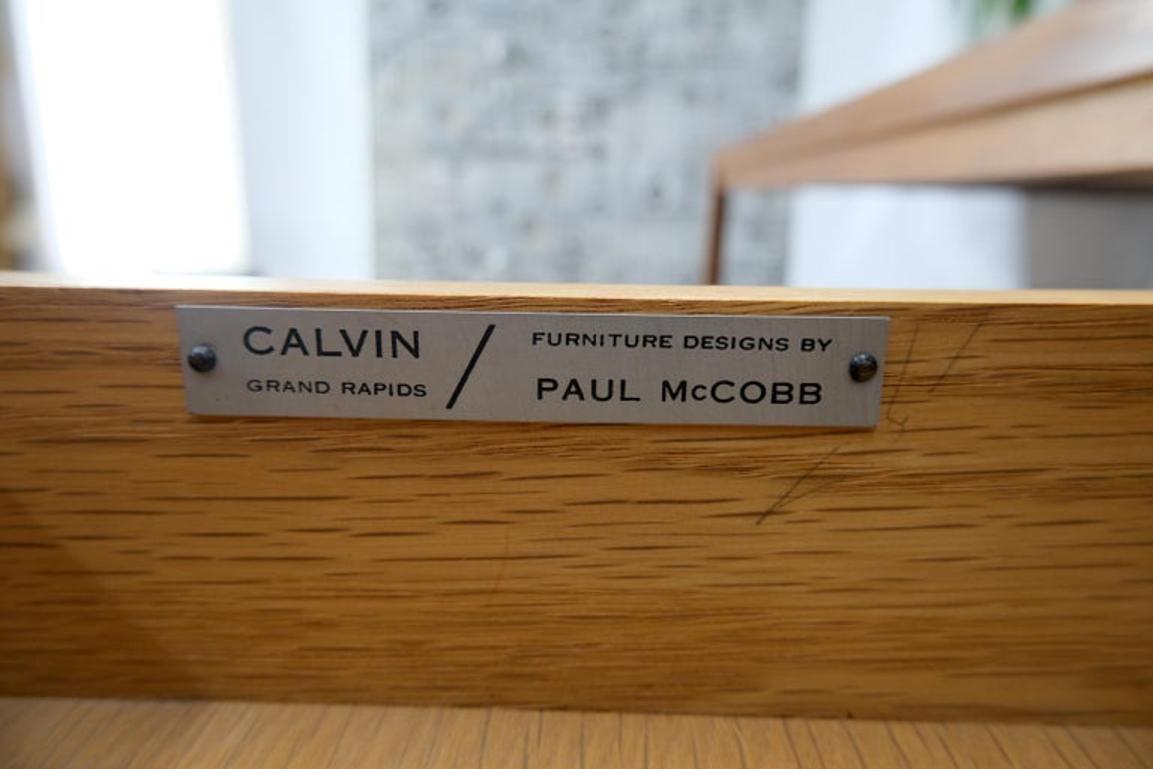 CALVIN
GRAND RAPIDS
/
FURNITURE DESIGNS BY
PAUL McCOBB